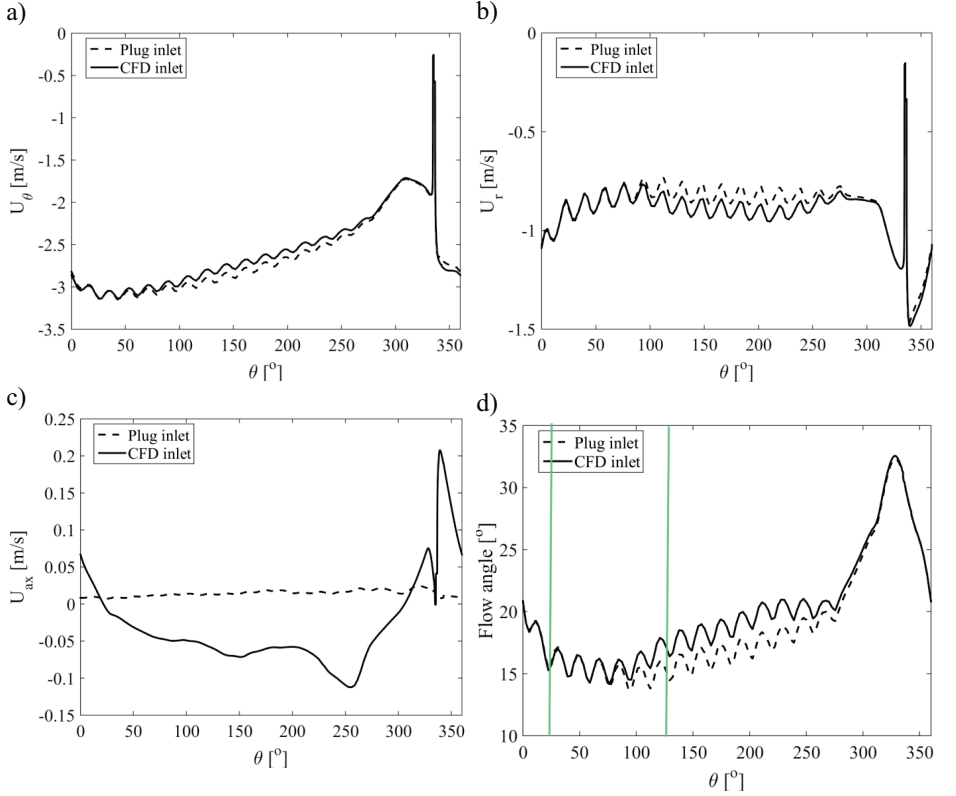 a)
0
-0.5
-1
-1.5
-2
-2.5
-3
-3.5
U_θ [m/s]
Plug inlet
CFD inlet
0 50 100 150 200 250 300 350
θ [°]
b)
0
-0.5
-1
-1.5
U_r [m/s]
Plug inlet
CFD inlet
0 50 100 150 200 250 300 350
θ [°]
c)
0.25
0.2
0.15
0.1
0.05
0
-0.05
-0.1
-0.15
U_ax [m/s]
Plug inlet
CFD inlet
0 50 100 150 200 250 300 350
θ [°]
d)
35
30
25
20
15
10
Flow angle [°]
Plug inlet
CFD inlet
0 50 100 150 200 250 300 350
θ [°]